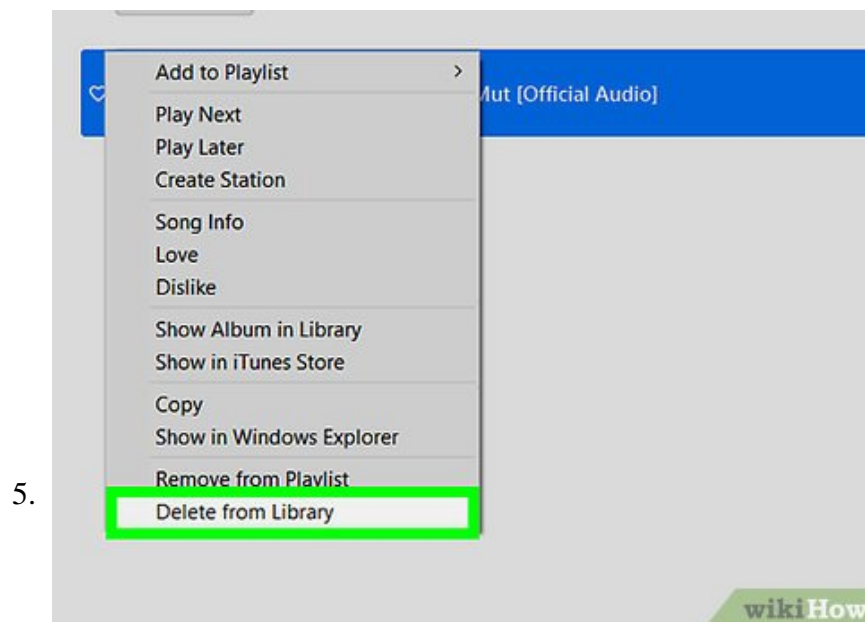 Add to Playlist >
Mut [Official Audio]
Play Next
Play Later
Create Station
Song Info
Love
Dislike
Show Album in Library
Show in iTunes Store
Copy
Show in Windows Explorer
Remove from Playlist
5.
Delete from Library
wikiHow